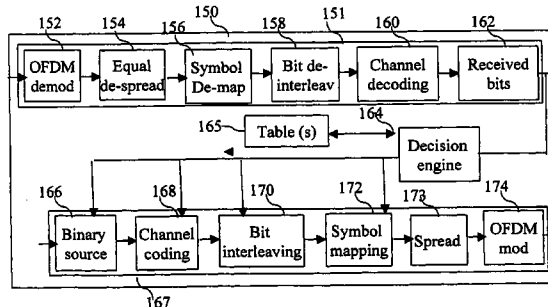 150
152 154 156 158 151 160 162
OFDM demod
Equal de-spread
Symbol De-map
Bit de-interleav
Channel decoding
Received bits
165 Table (s) 164
Decision engine
166 168 170 172 173 174
Binary source
Channel coding
Bit interleaving
Symbol mapping
Spread
OFDM mod
167